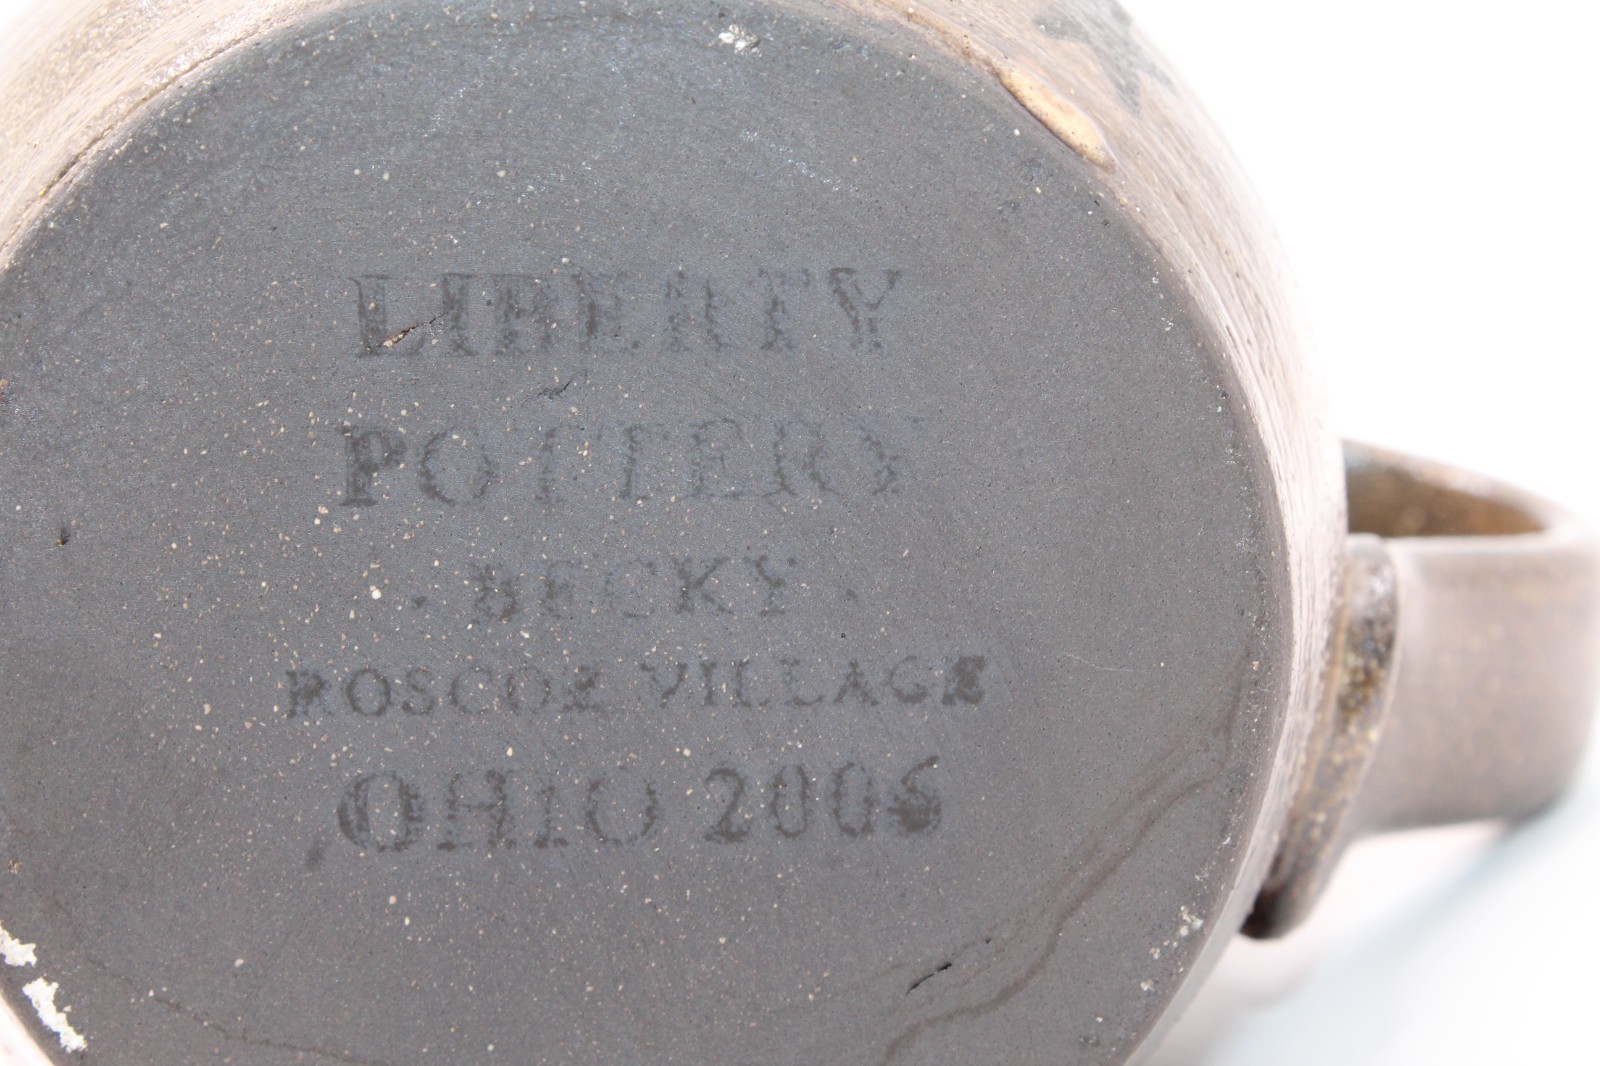 LIBERTY
POTTERY
· BECKY ·
ROSCOE VILLAGE
OHIO 2006